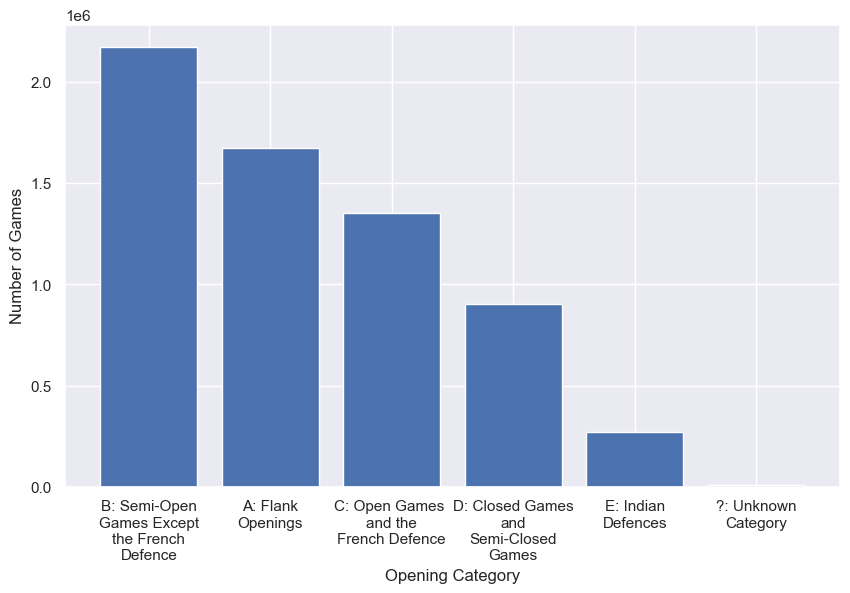 1e6
2.0
1.5
1.0
0.5
0.0
Number of Games
B: Semi-Open
Games Except
the French
Defence
A: Flank
Openings
C: Open Games
and the
French Defence
D: Closed Games
and
Semi-Closed
Games
E: Indian
Defences
?: Unknown
Category
Opening Category